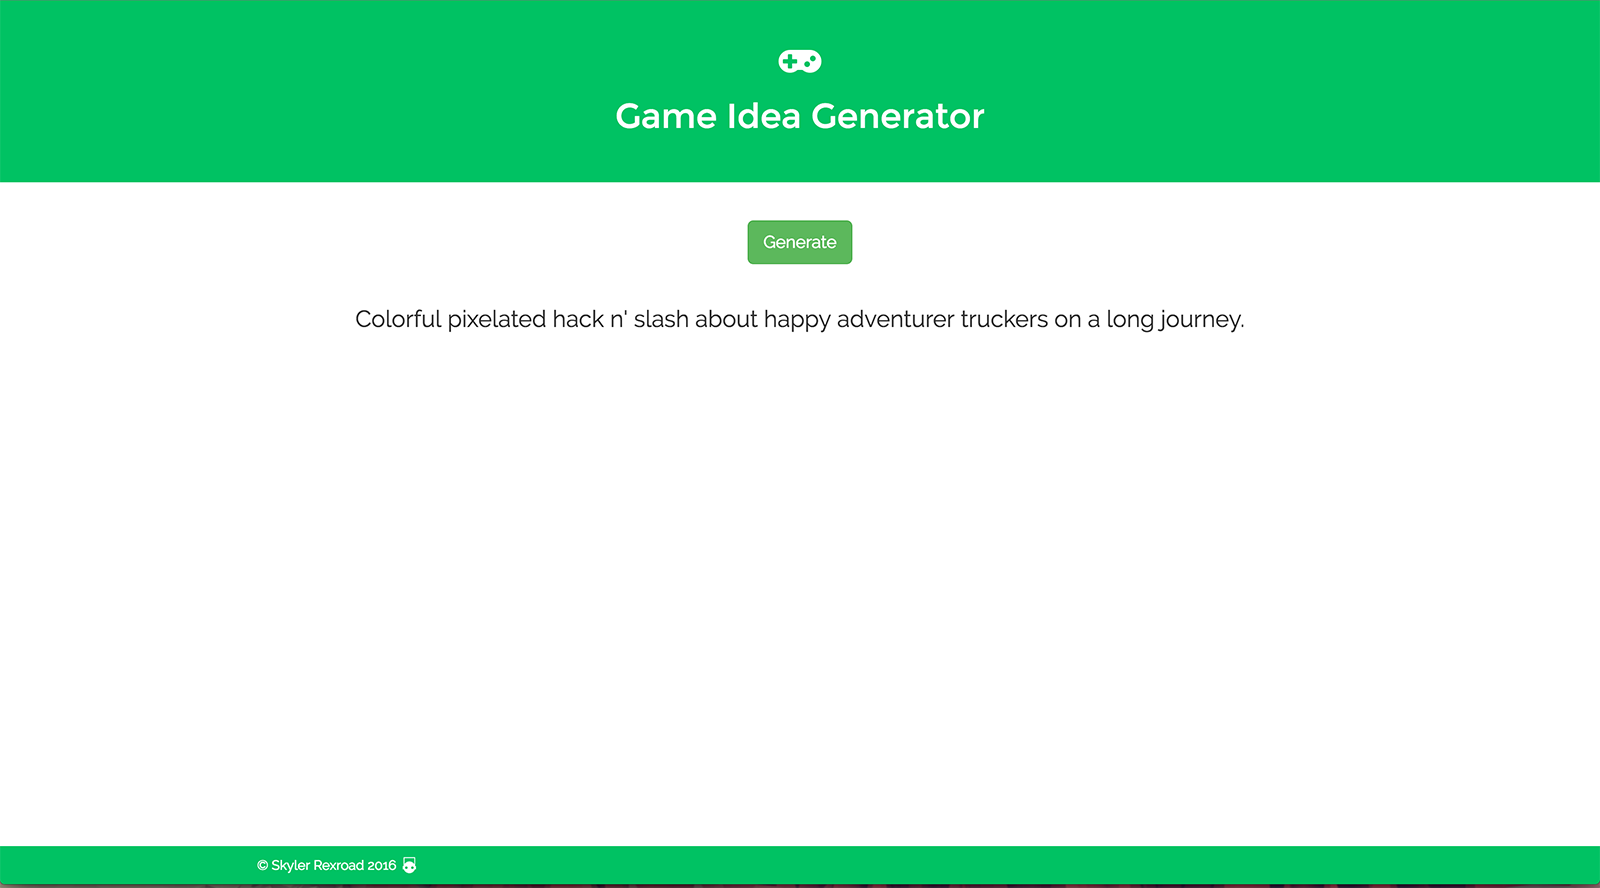 Game Idea Generator
Generate
Colorful pixelated hack n' slash about happy adventurer truckers on a long journey.
© Skyler Rexroad 2016